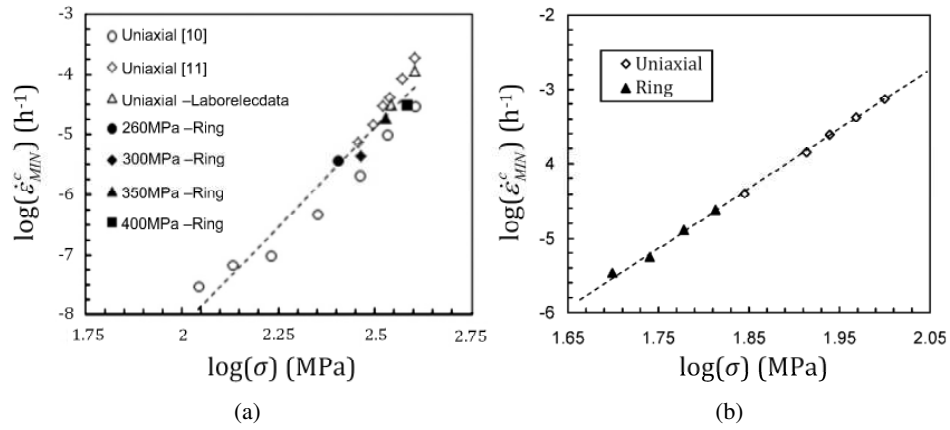 -3
-4
-5
-6
-7
-8
log(ε̇ᶜ_MIN) (h⁻¹)
Uniaxial [10]
Uniaxial [11]
Uniaxial –Laborelecdata
260MPa –Ring
300MPa –Ring
350MPa –Ring
400MPa –Ring
1.75
2
2.25
2.5
2.75
log(σ) (MPa)
(a)
-2
-3
-4
-5
-6
log(ε̇ᶜ_MIN) (h⁻¹)
Uniaxial
Ring
1.65
1.75
1.85
1.95
2.05
log(σ) (MPa)
(b)